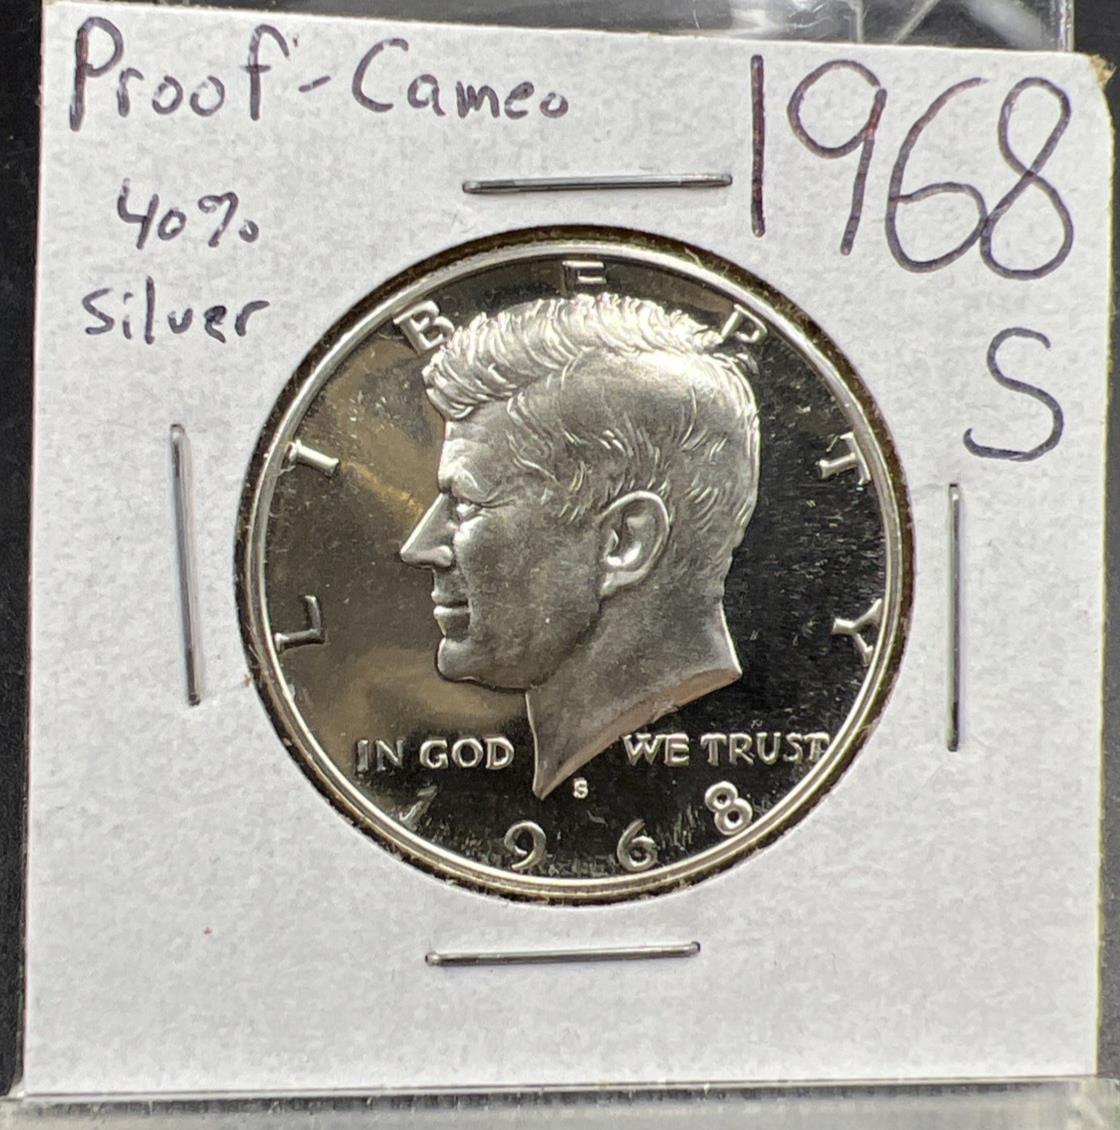 Proof-Cameo
1968
40%
Silver
S
LIBERTY
IN GOD WE TRUST
S
1968